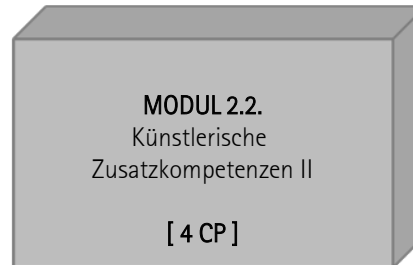 MODUL 2.2.
Künstlerische
Zusatzkompetenzen II
[ 4 CP ]